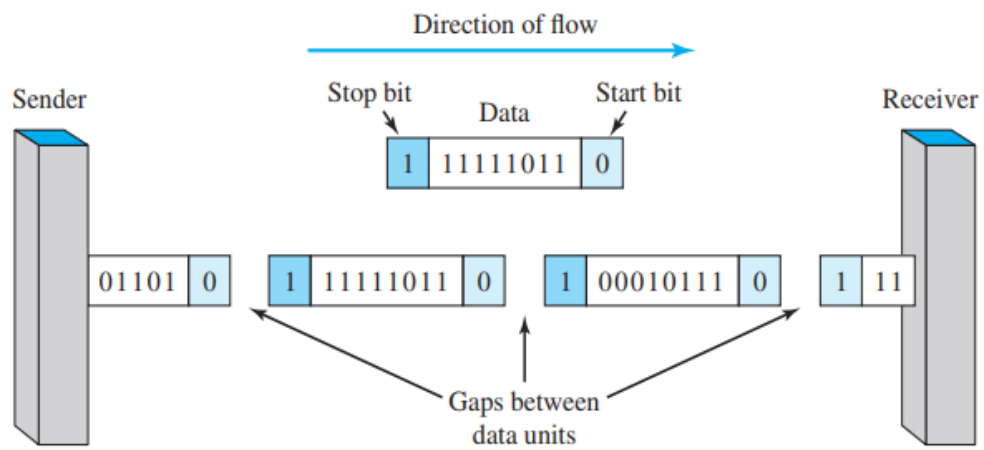 Direction of flow
Sender
Stop bit
Data
Start bit
Receiver
1 11111011 0
01101 0
1 11111011 0
1 00010111 0
1 11
Gaps between
data units